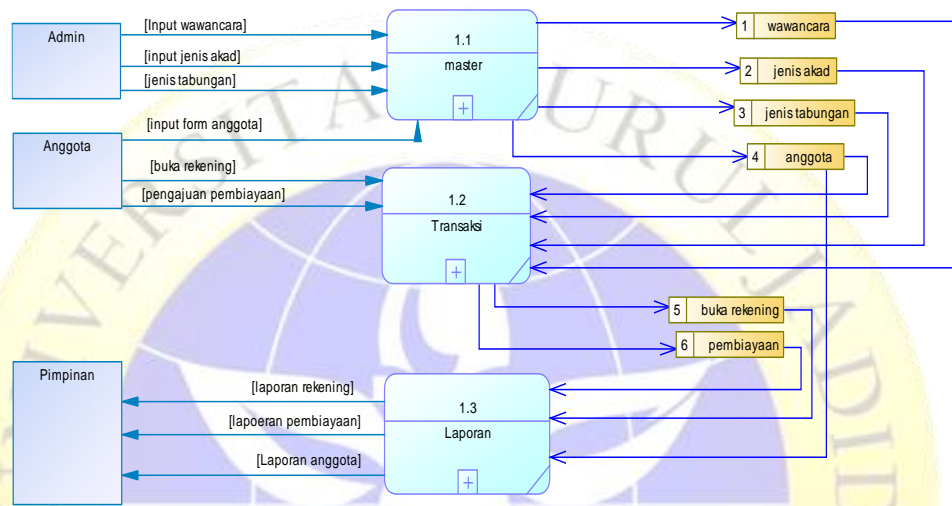 Admin
[Input wawancara]
[input jenis akad]
[jenis tabungan]
1.1
master
1 wawancara
2 jenis akad
3 jenis tabungan
4 anggota
Anggota
[input form anggota]
[buka rekening]
[pengajuan pembiayaan]
1.2
Transaksi
5 buka rekening
6 pembiayaan
Pimpinan
[laporan rekening]
[lapoeran pembiayaan]
[Laporan anggota]
1.3
Laporan